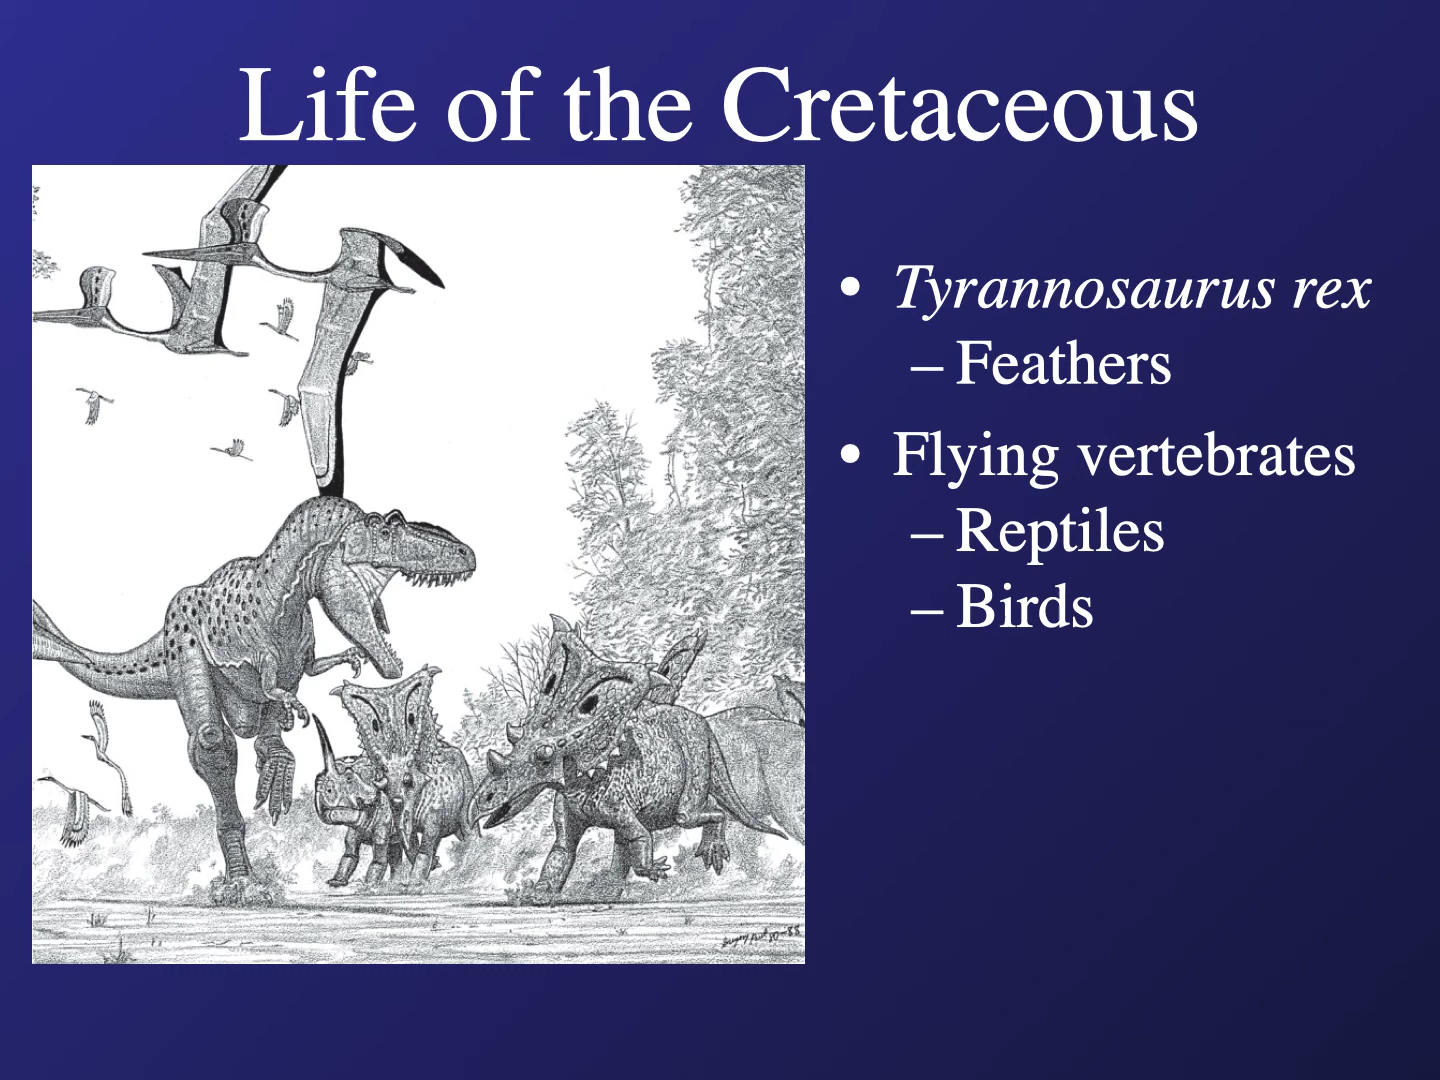 Life of the Cretaceous
• Tyrannosaurus rex
– Feathers
• Flying vertebrates
– Reptiles
– Birds